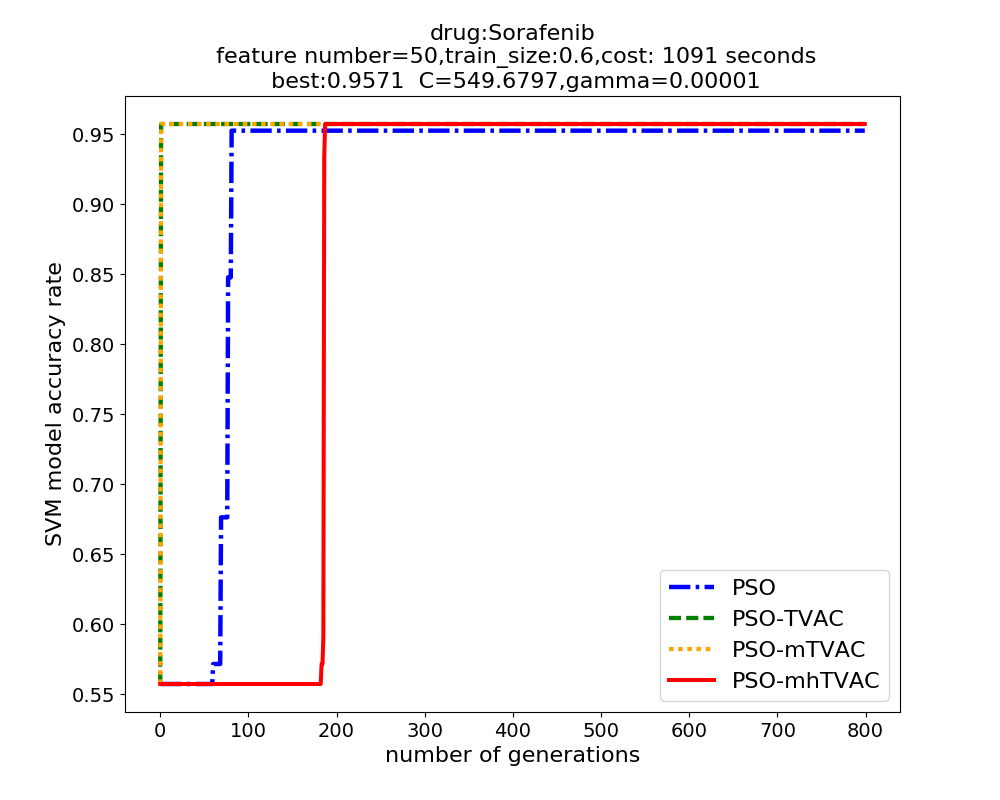 drug:Sorafenib
feature number=50,train_size:0.6,cost: 1091 seconds
best:0.9571  C=549.6797,gamma=0.00001
SVM model accuracy rate
0.95
0.90
0.85
0.80
0.75
0.70
0.65
0.60
0.55
PSO
PSO-TVAC
PSO-mTVAC
PSO-mhTVAC
0 100 200 300 400 500 600 700 800
number of generations